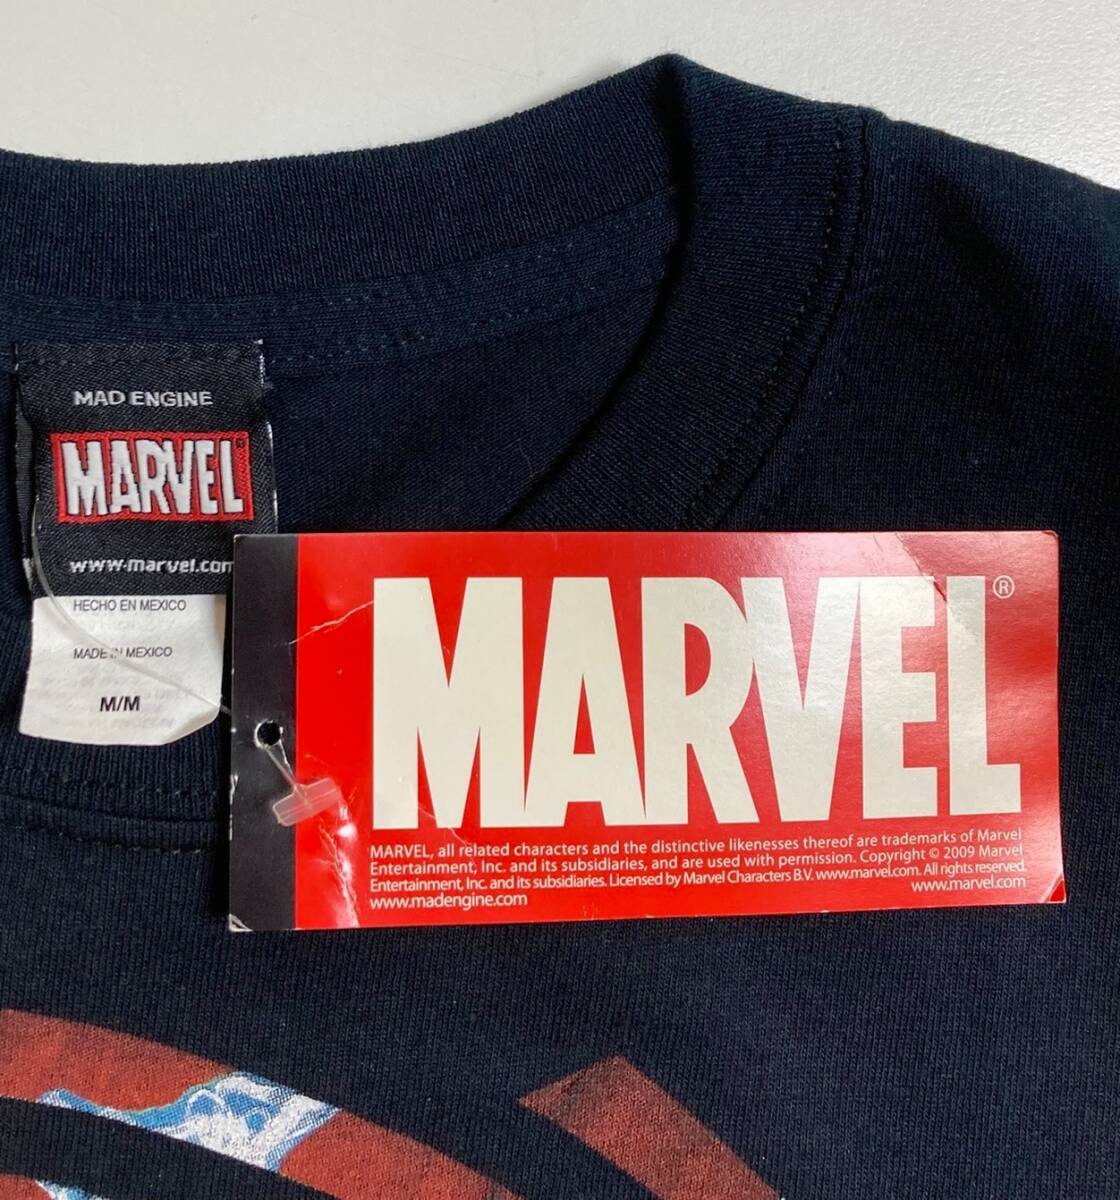 MAD ENGINE
MARVEL
www.marvel.com
HECHO EN MEXICO
MADE IN MEXICO
M/M
MARVEL®
MARVEL, all related characters and the distinctive likenesses thereof are trademarks of Marvel
Entertainment, Inc. and its subsidiaries, and are used with permission. Copyright © 2009 Marvel
Entertainment, Inc. and its subsidiaries. Licensed by Marvel Characters B.V. www.marvel.com. All rights reserved.
www.madengine.com
www.marvel.com